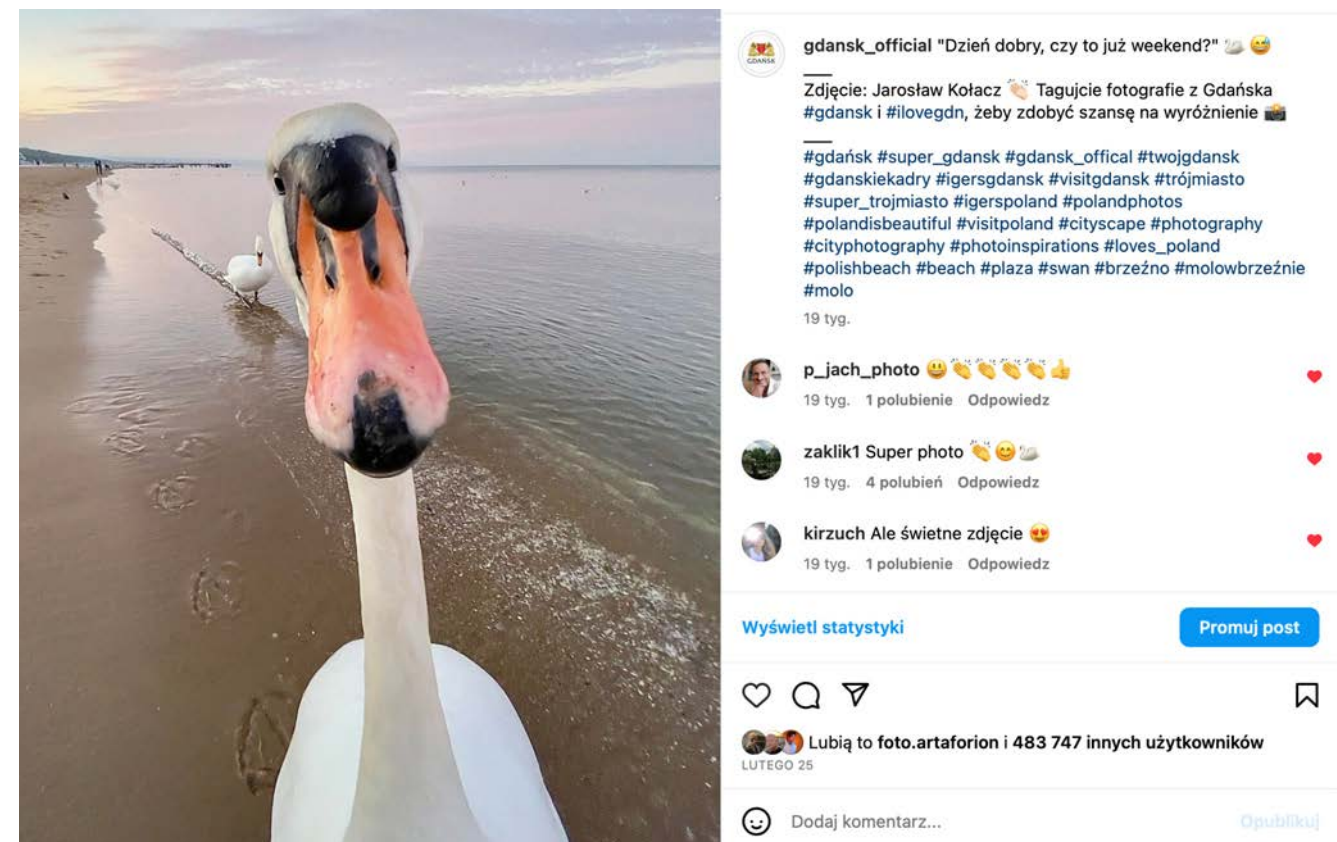 GDAŃSK
gdansk_official "Dzień dobry, czy to już weekend?" 🦢 😅
Zdjęcie: Jarosław Kołacz 👏🏻 Tagujcie fotografie z Gdańska
#gdansk i #ilovegdn, żeby zdobyć szansę na wyróżnienie 📸
#gdańsk #super_gdansk #gdansk_offical #twojgdansk
#gdanskiekadry #igersgdansk #visitgdansk #trójmiasto
#super_trojmiasto #igerspoland #polandphotos
#polandisbeautiful #visitpoland #cityscape #photography
#cityphotography #photoinspirations #loves_poland
#polishbeach #beach #plaza #swan #brzeźno #molowbrzeźnie
#molo
19 tyg.
p_jach_photo 😃👏👏👏👏👍
19 tyg. 1 polubienie Odpowiedz
zaklik1 Super photo 👏😊🦢
19 tyg. 4 polubień Odpowiedz
kirzuch Ale świetne zdjęcie 😍
19 tyg. 1 polubienie Odpowiedz
Wyświetl statystyki Promuj post
Lubią to foto.artaforion i 483 747 innych użytkowników
LUTEGO 25
Dodaj komentarz... Opublikuj